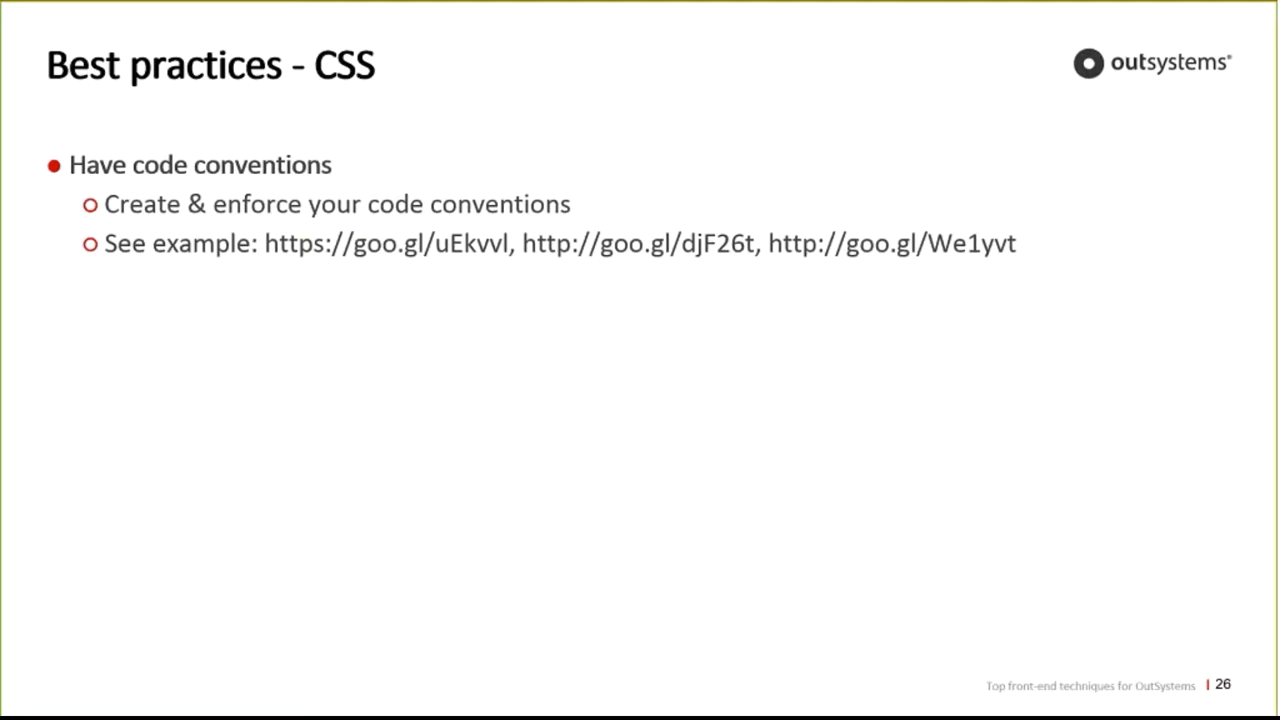 Best practices - CSS
outsystems®
Have code conventions
Create & enforce your code conventions
See example: https://goo.gl/uEkvvl, http://goo.gl/djF26t, http://goo.gl/We1yvt
Top front-end techniques for OutSystems | 26